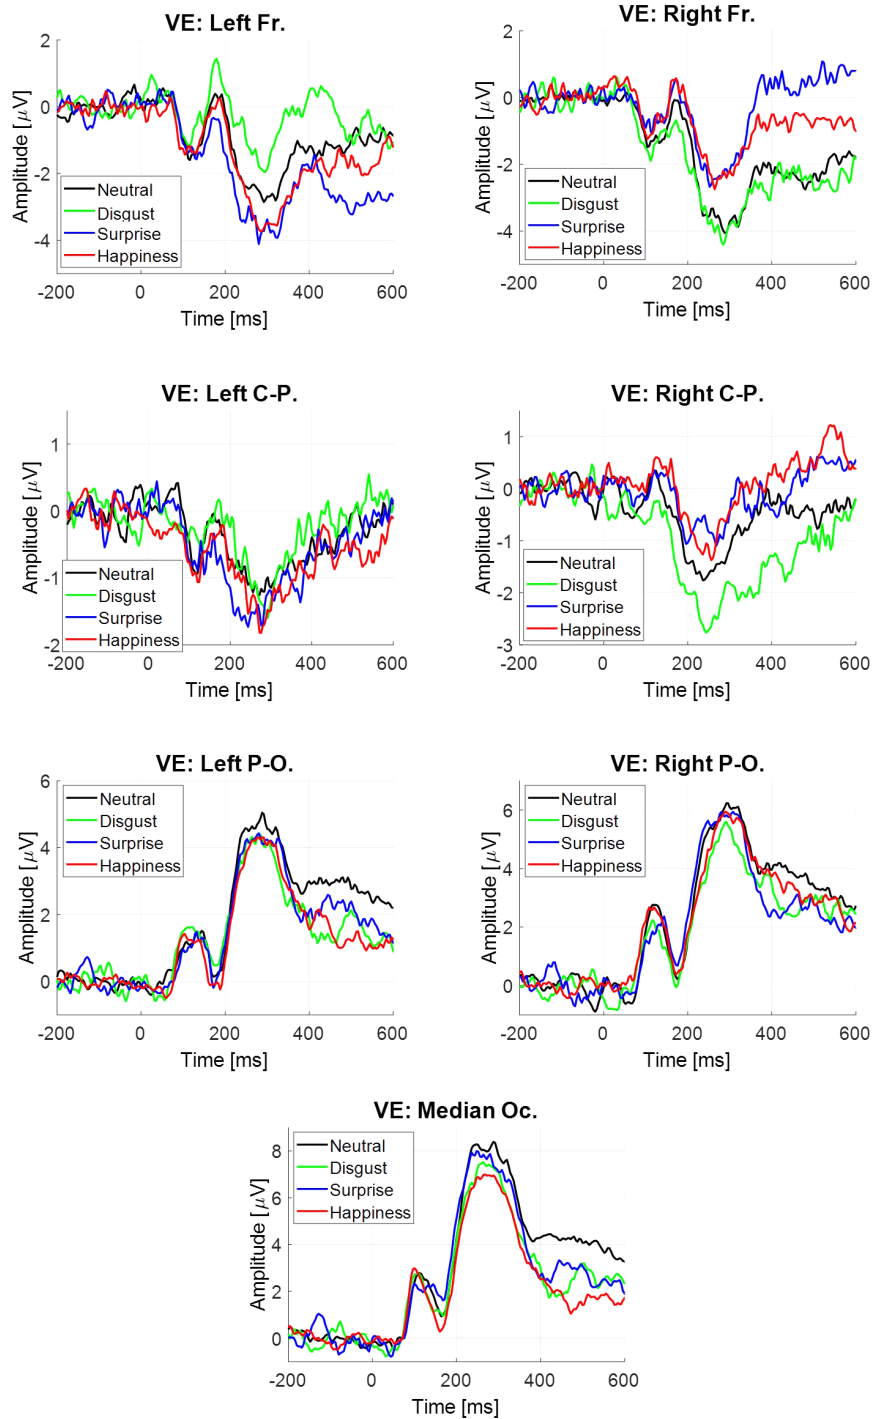 VE: Left Fr.
Amplitude [μV]
2
0
-2
-4
Neutral
Disgust
Surprise
Happiness
-200 0 200 400 600
Time [ms]
VE: Right Fr.
Amplitude [μV]
2
0
-2
-4
Neutral
Disgust
Surprise
Happiness
-200 0 200 400 600
Time [ms]
VE: Left C-P.
Amplitude [μV]
1
0
-1
-2
Neutral
Disgust
Surprise
Happiness
-200 0 200 400 600
Time [ms]
VE: Right C-P.
Amplitude [μV]
1
0
-1
-2
-3
Neutral
Disgust
Surprise
Happiness
-200 0 200 400 600
Time [ms]
VE: Left P-O.
Amplitude [μV]
6
4
2
0
Neutral
Disgust
Surprise
Happiness
-200 0 200 400 600
Time [ms]
VE: Right P-O.
Amplitude [μV]
6
4
2
0
Neutral
Disgust
Surprise
Happiness
-200 0 200 400 600
Time [ms]
VE: Median Oc.
Amplitude [μV]
8
6
4
2
0
Neutral
Disgust
Surprise
Happiness
-200 0 200 400 600
Time [ms]